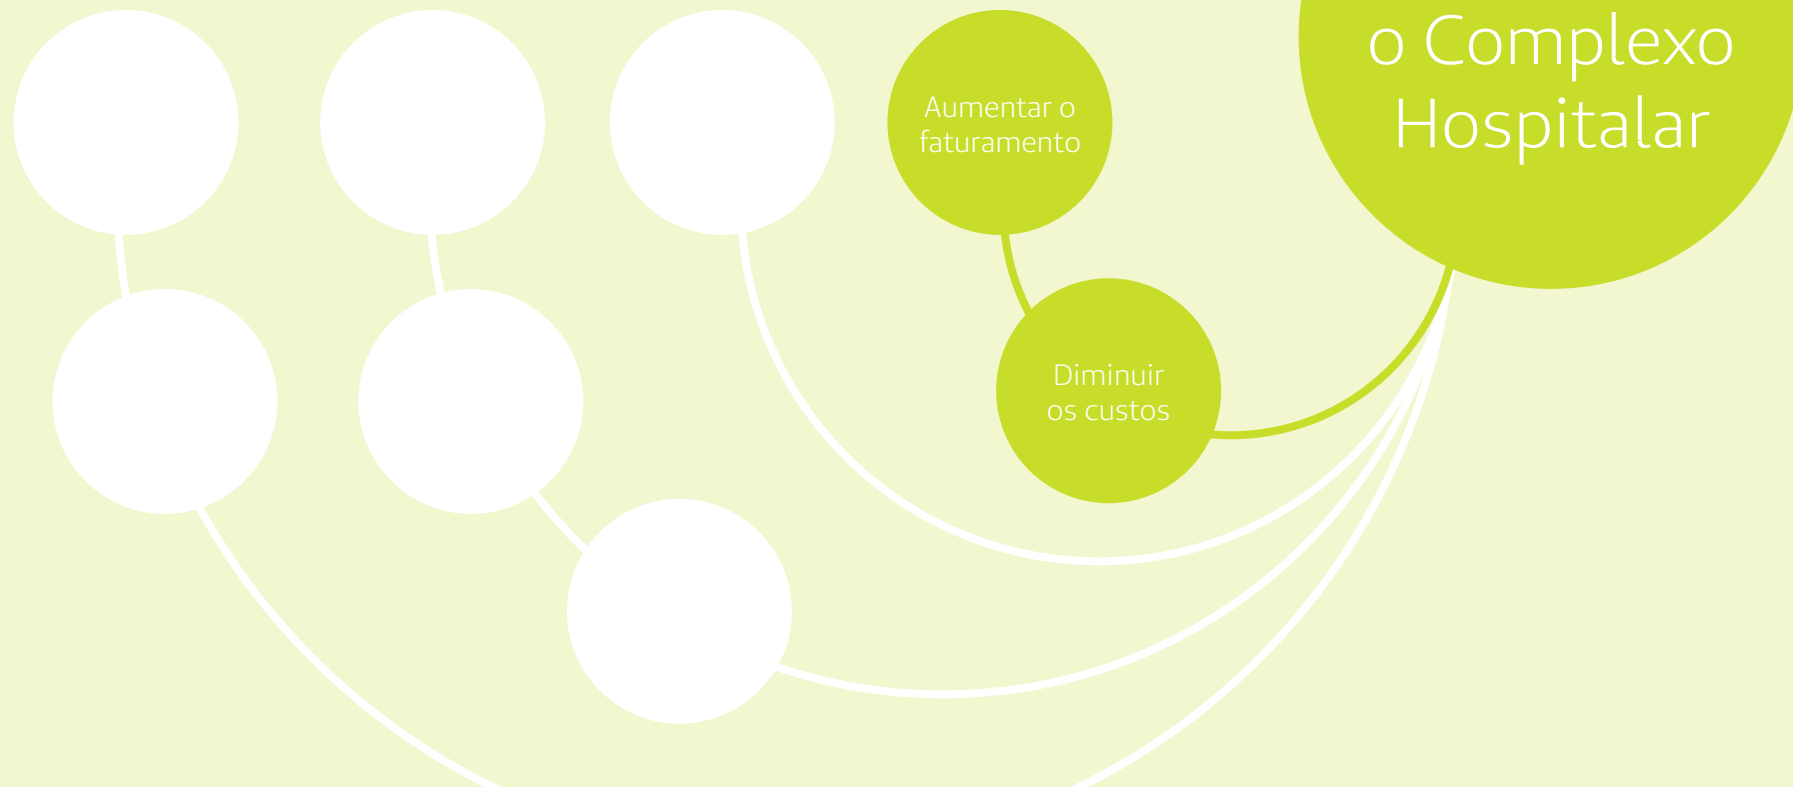 o Complexo
Hospitalar
Aumentar o
faturamento
Diminuir
os custos